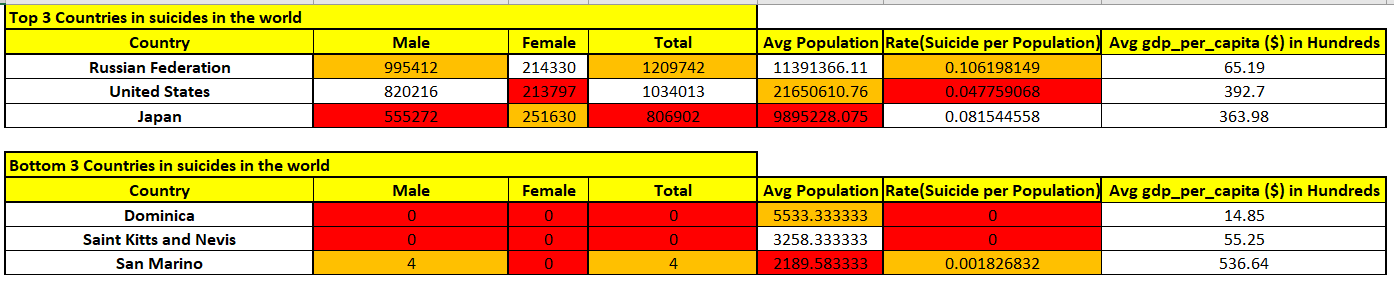 Top 3 Countries in suicides in the world
Country Male Female Total Avg Population Rate(Suicide per Population) Avg gdp_per_capita ($) in Hundreds
Russian Federation 995412 214330 1209742 11391366.11 0.106198149 65.19
United States 820216 213797 1034013 21650610.76 0.047759068 392.7
Japan 555272 251630 806902 9895228.075 0.081544558 363.98
Bottom 3 Countries in suicides in the world
Country Male Female Total Avg Population Rate(Suicide per Population) Avg gdp_per_capita ($) in Hundreds
Dominica 0 0 0 5533.333333 0 14.85
Saint Kitts and Nevis 0 0 0 3258.333333 0 55.25
San Marino 4 0 4 2189.583333 0.001826832 536.64